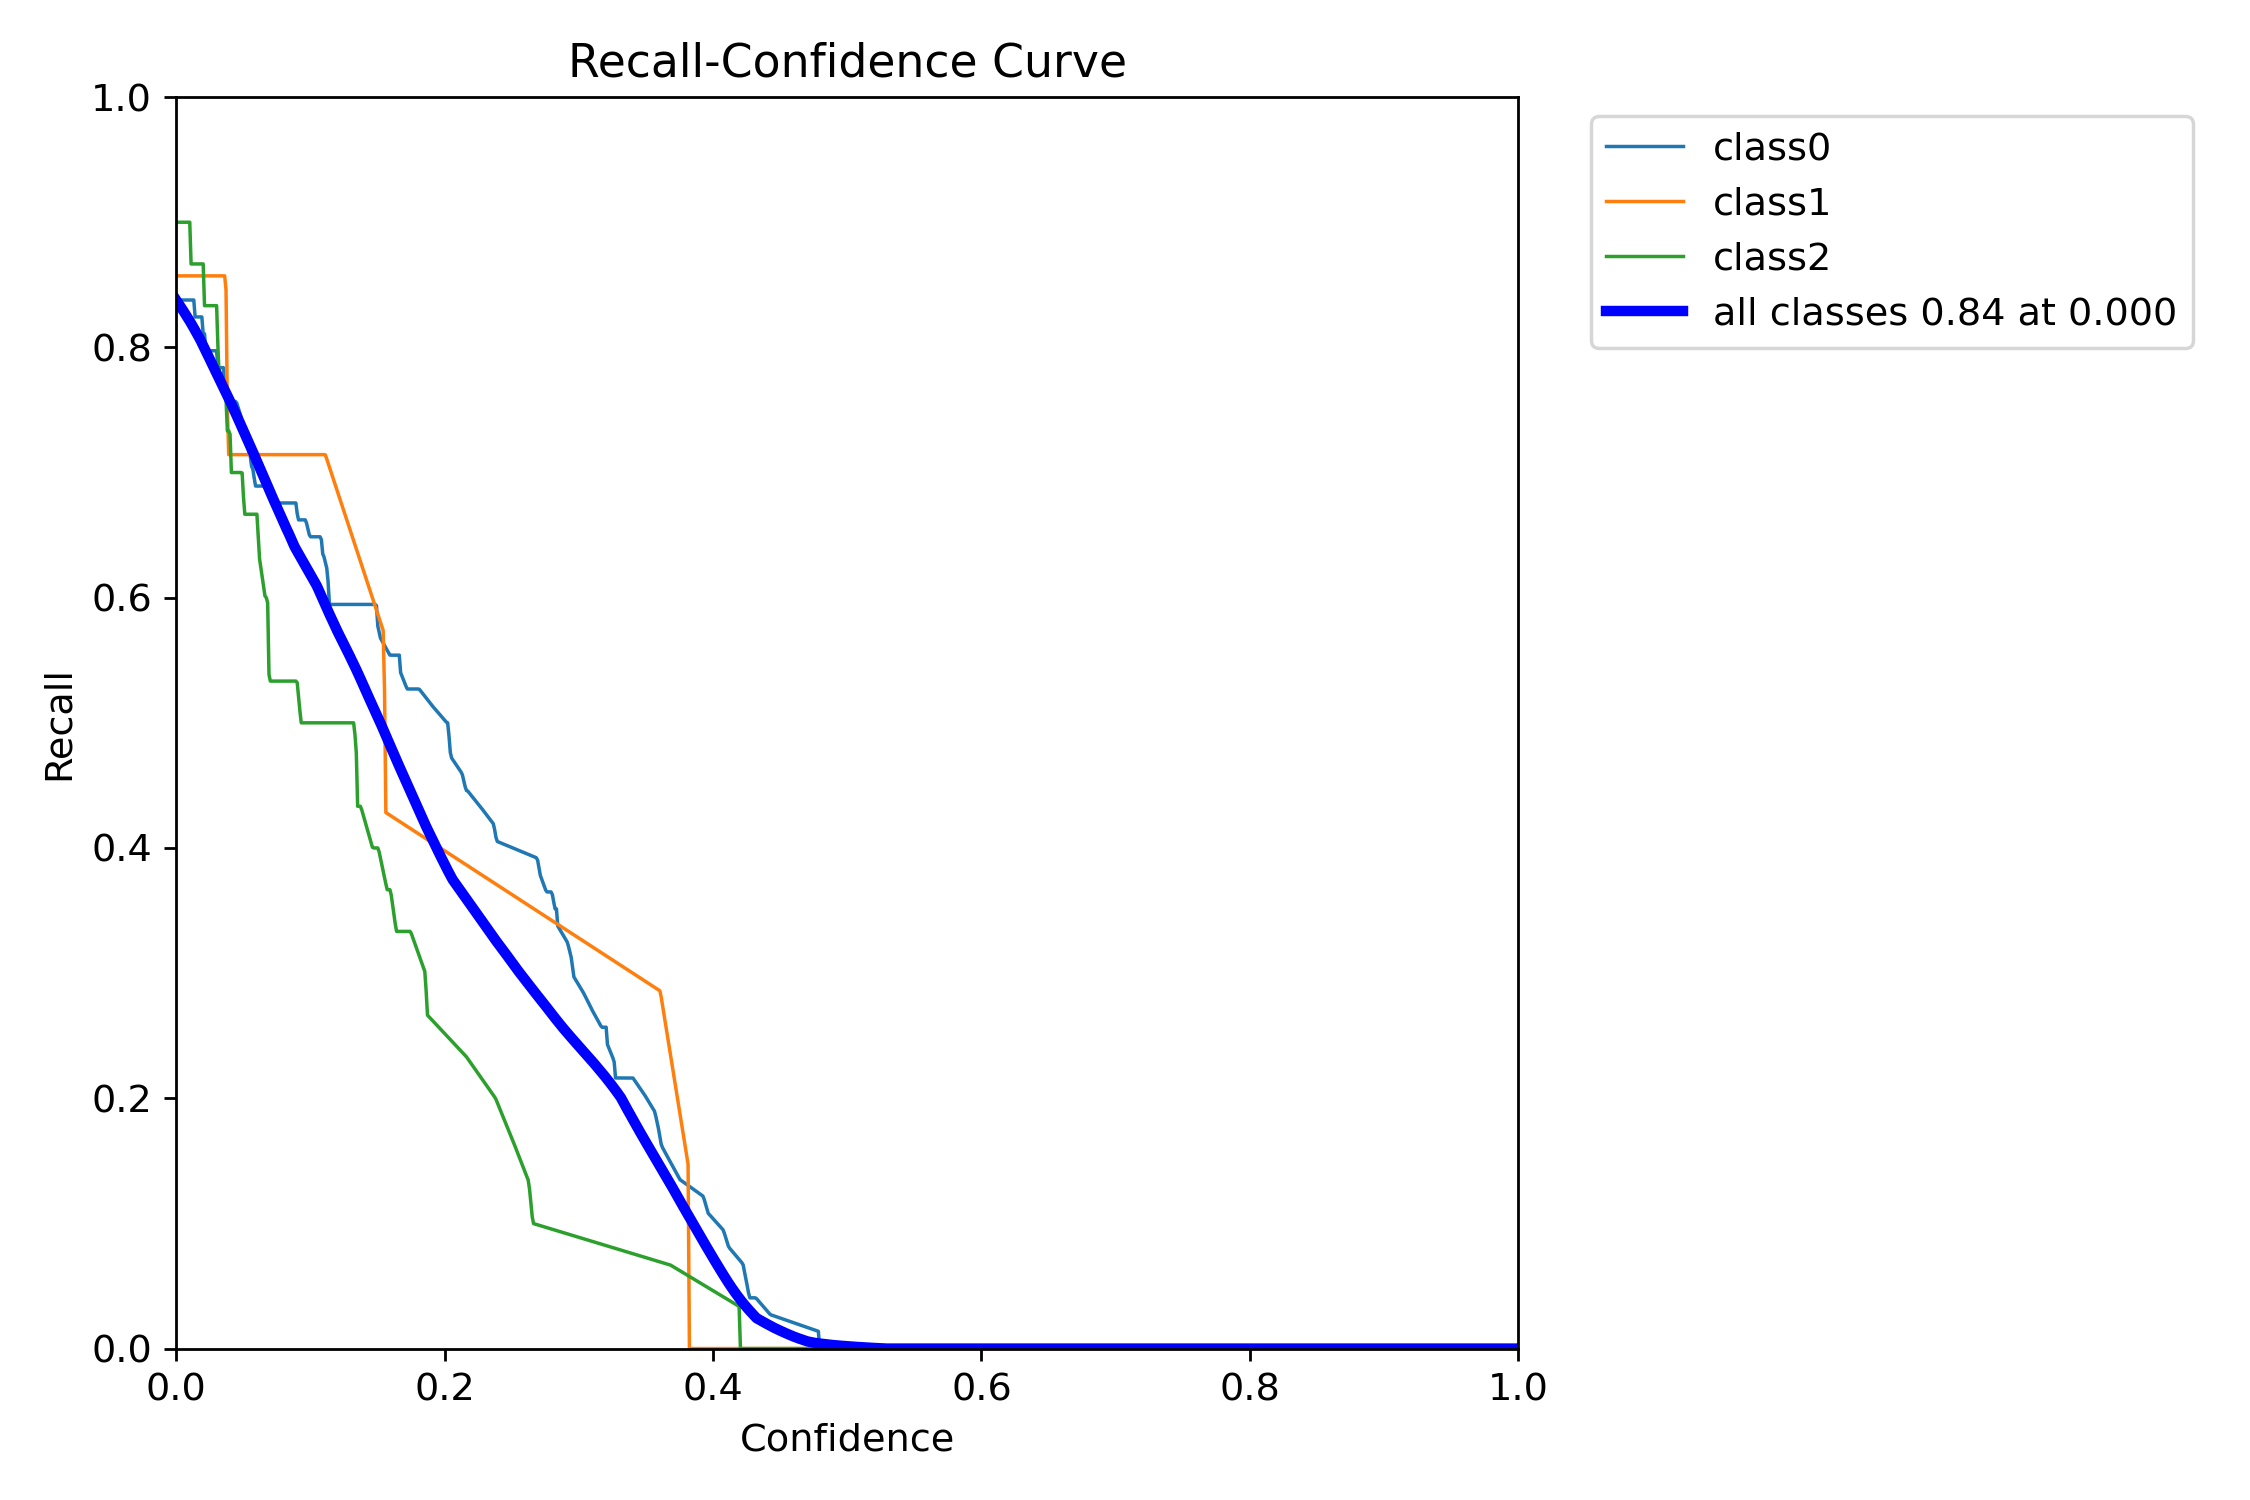 Recall-Confidence Curve
1.0
0.8
0.6
0.4
0.2
0.0
Recall
0.0 0.2 0.4 0.6 0.8 1.0
Confidence
class0
class1
class2
all classes 0.84 at 0.000